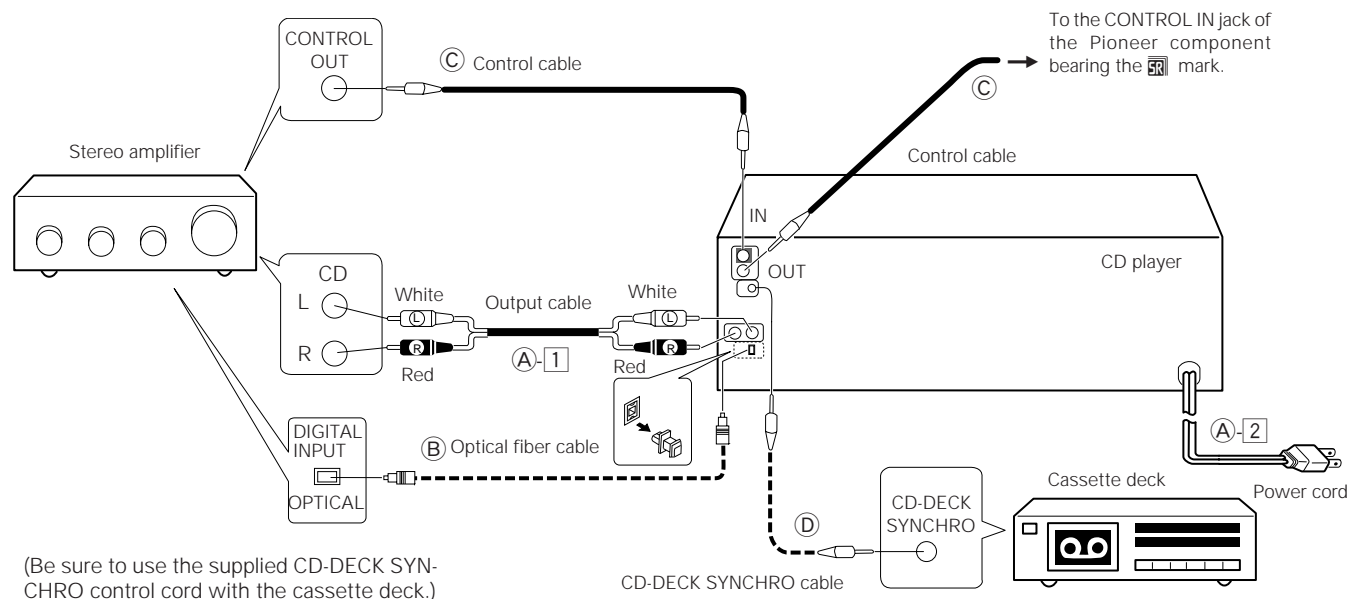 CONTROL
OUT
Ⓒ Control cable
To the CONTROL IN jack of
the Pioneer component
bearing the SR mark.
Ⓒ
Stereo amplifier
Control cable
IN
OUT
CD player
CD
L
R
White
Output cable
White
L
L
R
R
Red
Ⓐ-1
Red
DIGITAL
INPUT
OPTICAL
Ⓑ Optical fiber cable
Ⓐ-2
Power cord
Cassette deck
CD-DECK
SYNCHRO
Ⓓ
CD-DECK SYNCHRO cable
(Be sure to use the supplied CD-DECK SYN-
CHRO control cord with the cassette deck.)